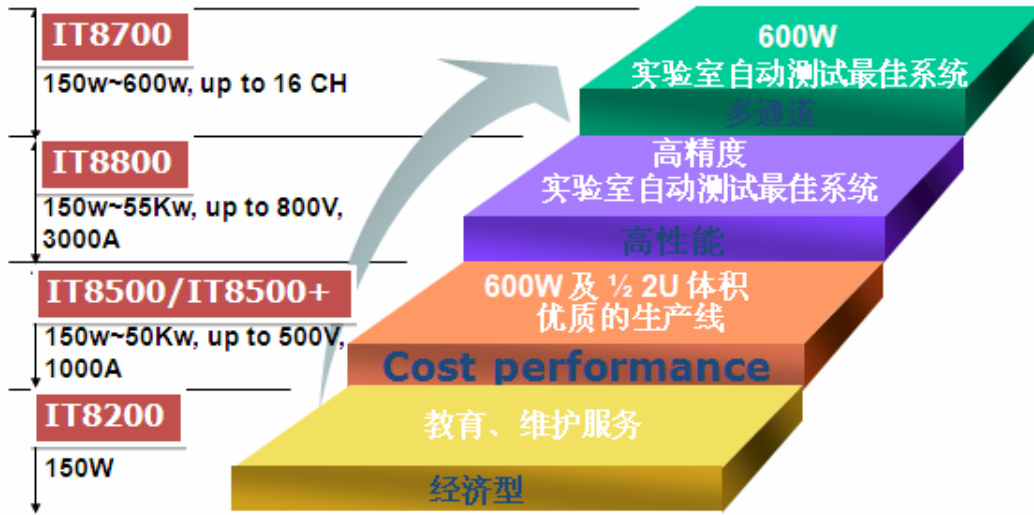 IT8700
150w~600w, up to 16 CH
600W
实验室自动测试最佳系统
多通道
IT8800
150w~55Kw, up to 800V,
3000A
高精度
实验室自动测试最佳系统
高性能
IT8500/IT8500+
150w~50Kw, up to 500V,
1000A
600W 及 ½ 2U 体积
优质的生产线
Cost performance
IT8200
150W
教育、维护服务
经济型